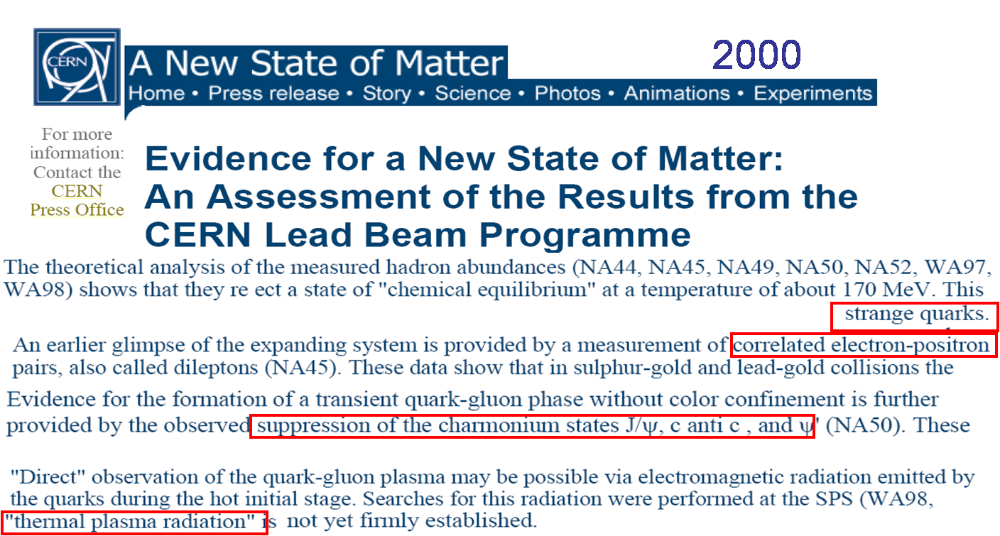 CERN
A New State of Matter
2000
Home • Press release • Story • Science • Photos • Animations • Experiments
For more
information:
Contact the
CERN
Press Office
Evidence for a New State of Matter:
An Assessment of the Results from the
CERN Lead Beam Programme
The theoretical analysis of the measured hadron abundances (NA44, NA45, NA49, NA50, NA52, WA97,
WA98) shows that they re ect a state of "chemical equilibrium" at a temperature of about 170 MeV. This
strange quarks.
An earlier glimpse of the expanding system is provided by a measurement of correlated electron-positron
pairs, also called dileptons (NA45). These data show that in sulphur-gold and lead-gold collisions the
Evidence for the formation of a transient quark-gluon phase without color confinement is further
provided by the observed suppression of the charmonium states J/ψ, c anti c , and ψ' (NA50). These
"Direct" observation of the quark-gluon plasma may be possible via electromagnetic radiation emitted by
the quarks during the hot initial stage. Searches for this radiation were performed at the SPS (WA98,
"thermal plasma radiation" is not yet firmly established.